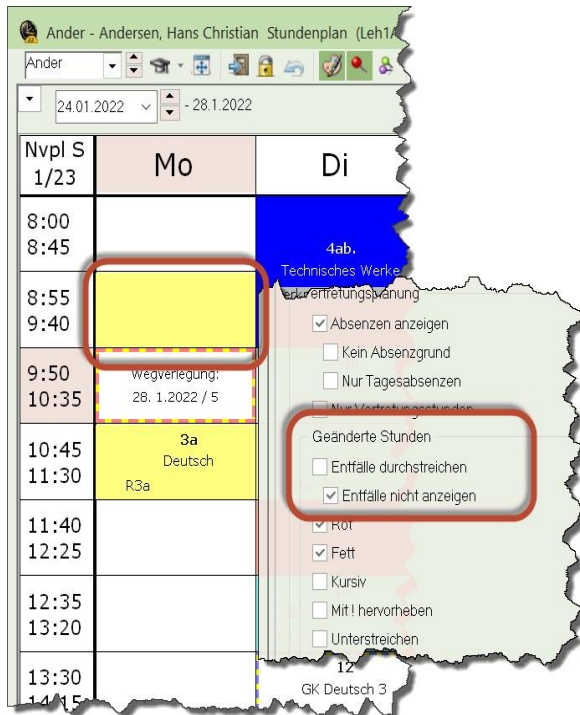 Ander - Andersen, Hans Christian Stundenplan (Leh1A
Ander
24.01.2022 - 28.1.2022
Nvpl S
1/23
Mo
Di
8:00
8:45
4ab.
Technisches Werke
8:55
9:40
9:50
10:35
Wegverlegung:
28. 1.2022 / 5
10:45
11:30
3a
Deutsch
R3a
11:40
12:25
12:35
13:20
13:30
14:15
12
GK Deutsch 3
Absenzen anzeigen
Kein Absenzgrund
Nur Tagesabsenzen
Nur Vertretungsstunden
Geänderte Stunden
Entfälle durchstreichen
Entfälle nicht anzeigen
Rot
Fett
Kursiv
Mit ! hervorheben
Unterstreichen